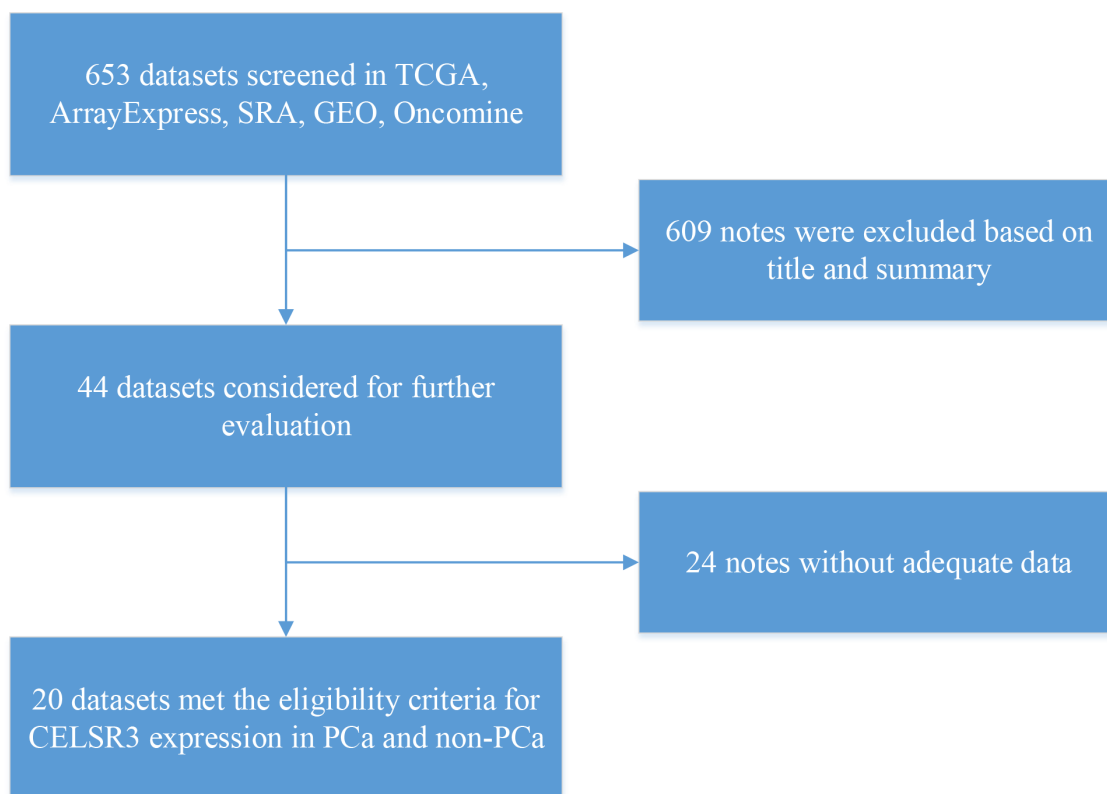 653 datasets screened in TCGA,
ArrayExpress, SRA, GEO, Oncomine
609 notes were excluded based on
title and summary
44 datasets considered for further
evaluation
24 notes without adequate data
20 datasets met the eligibility criteria for
CELSR3 expression in PCa and non-PCa